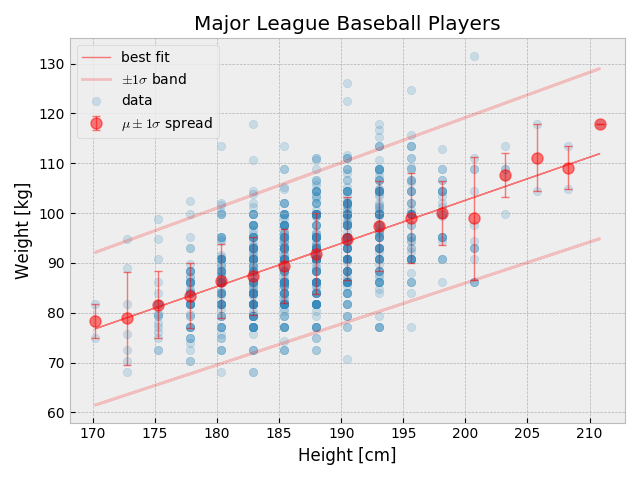 Major League Baseball Players
best fit
±1σ band
data
μ ± 1σ spread
Weight [kg]
130
120
110
100
90
80
70
60
170 175 180 185 190 195 200 205 210
Height [cm]